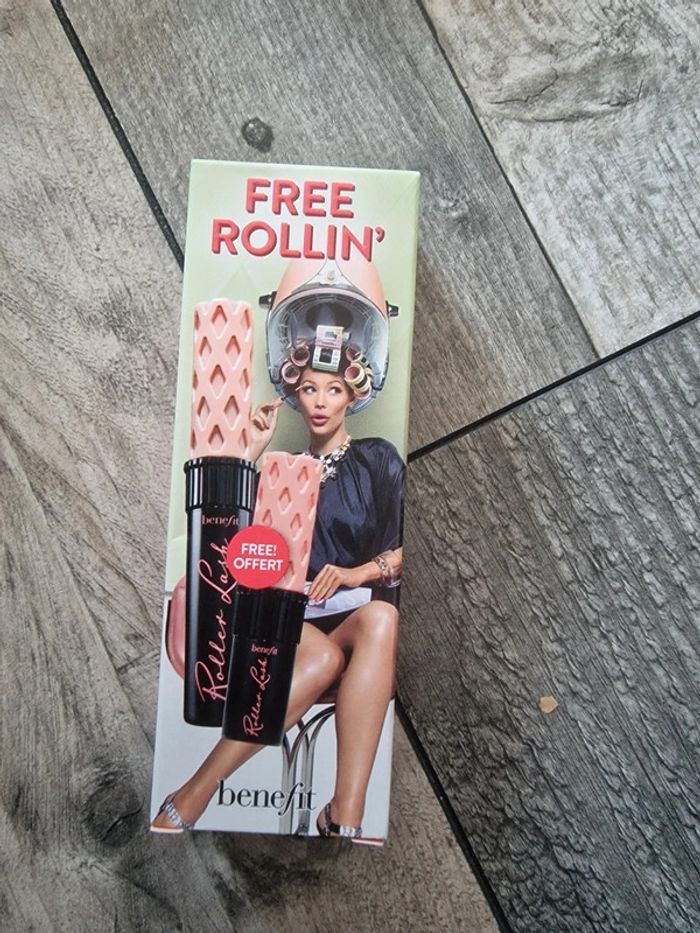 FREE
ROLLIN'
benefit
Roller Lash
FREE!
OFFERT
benefit
Roller Lash
benefit